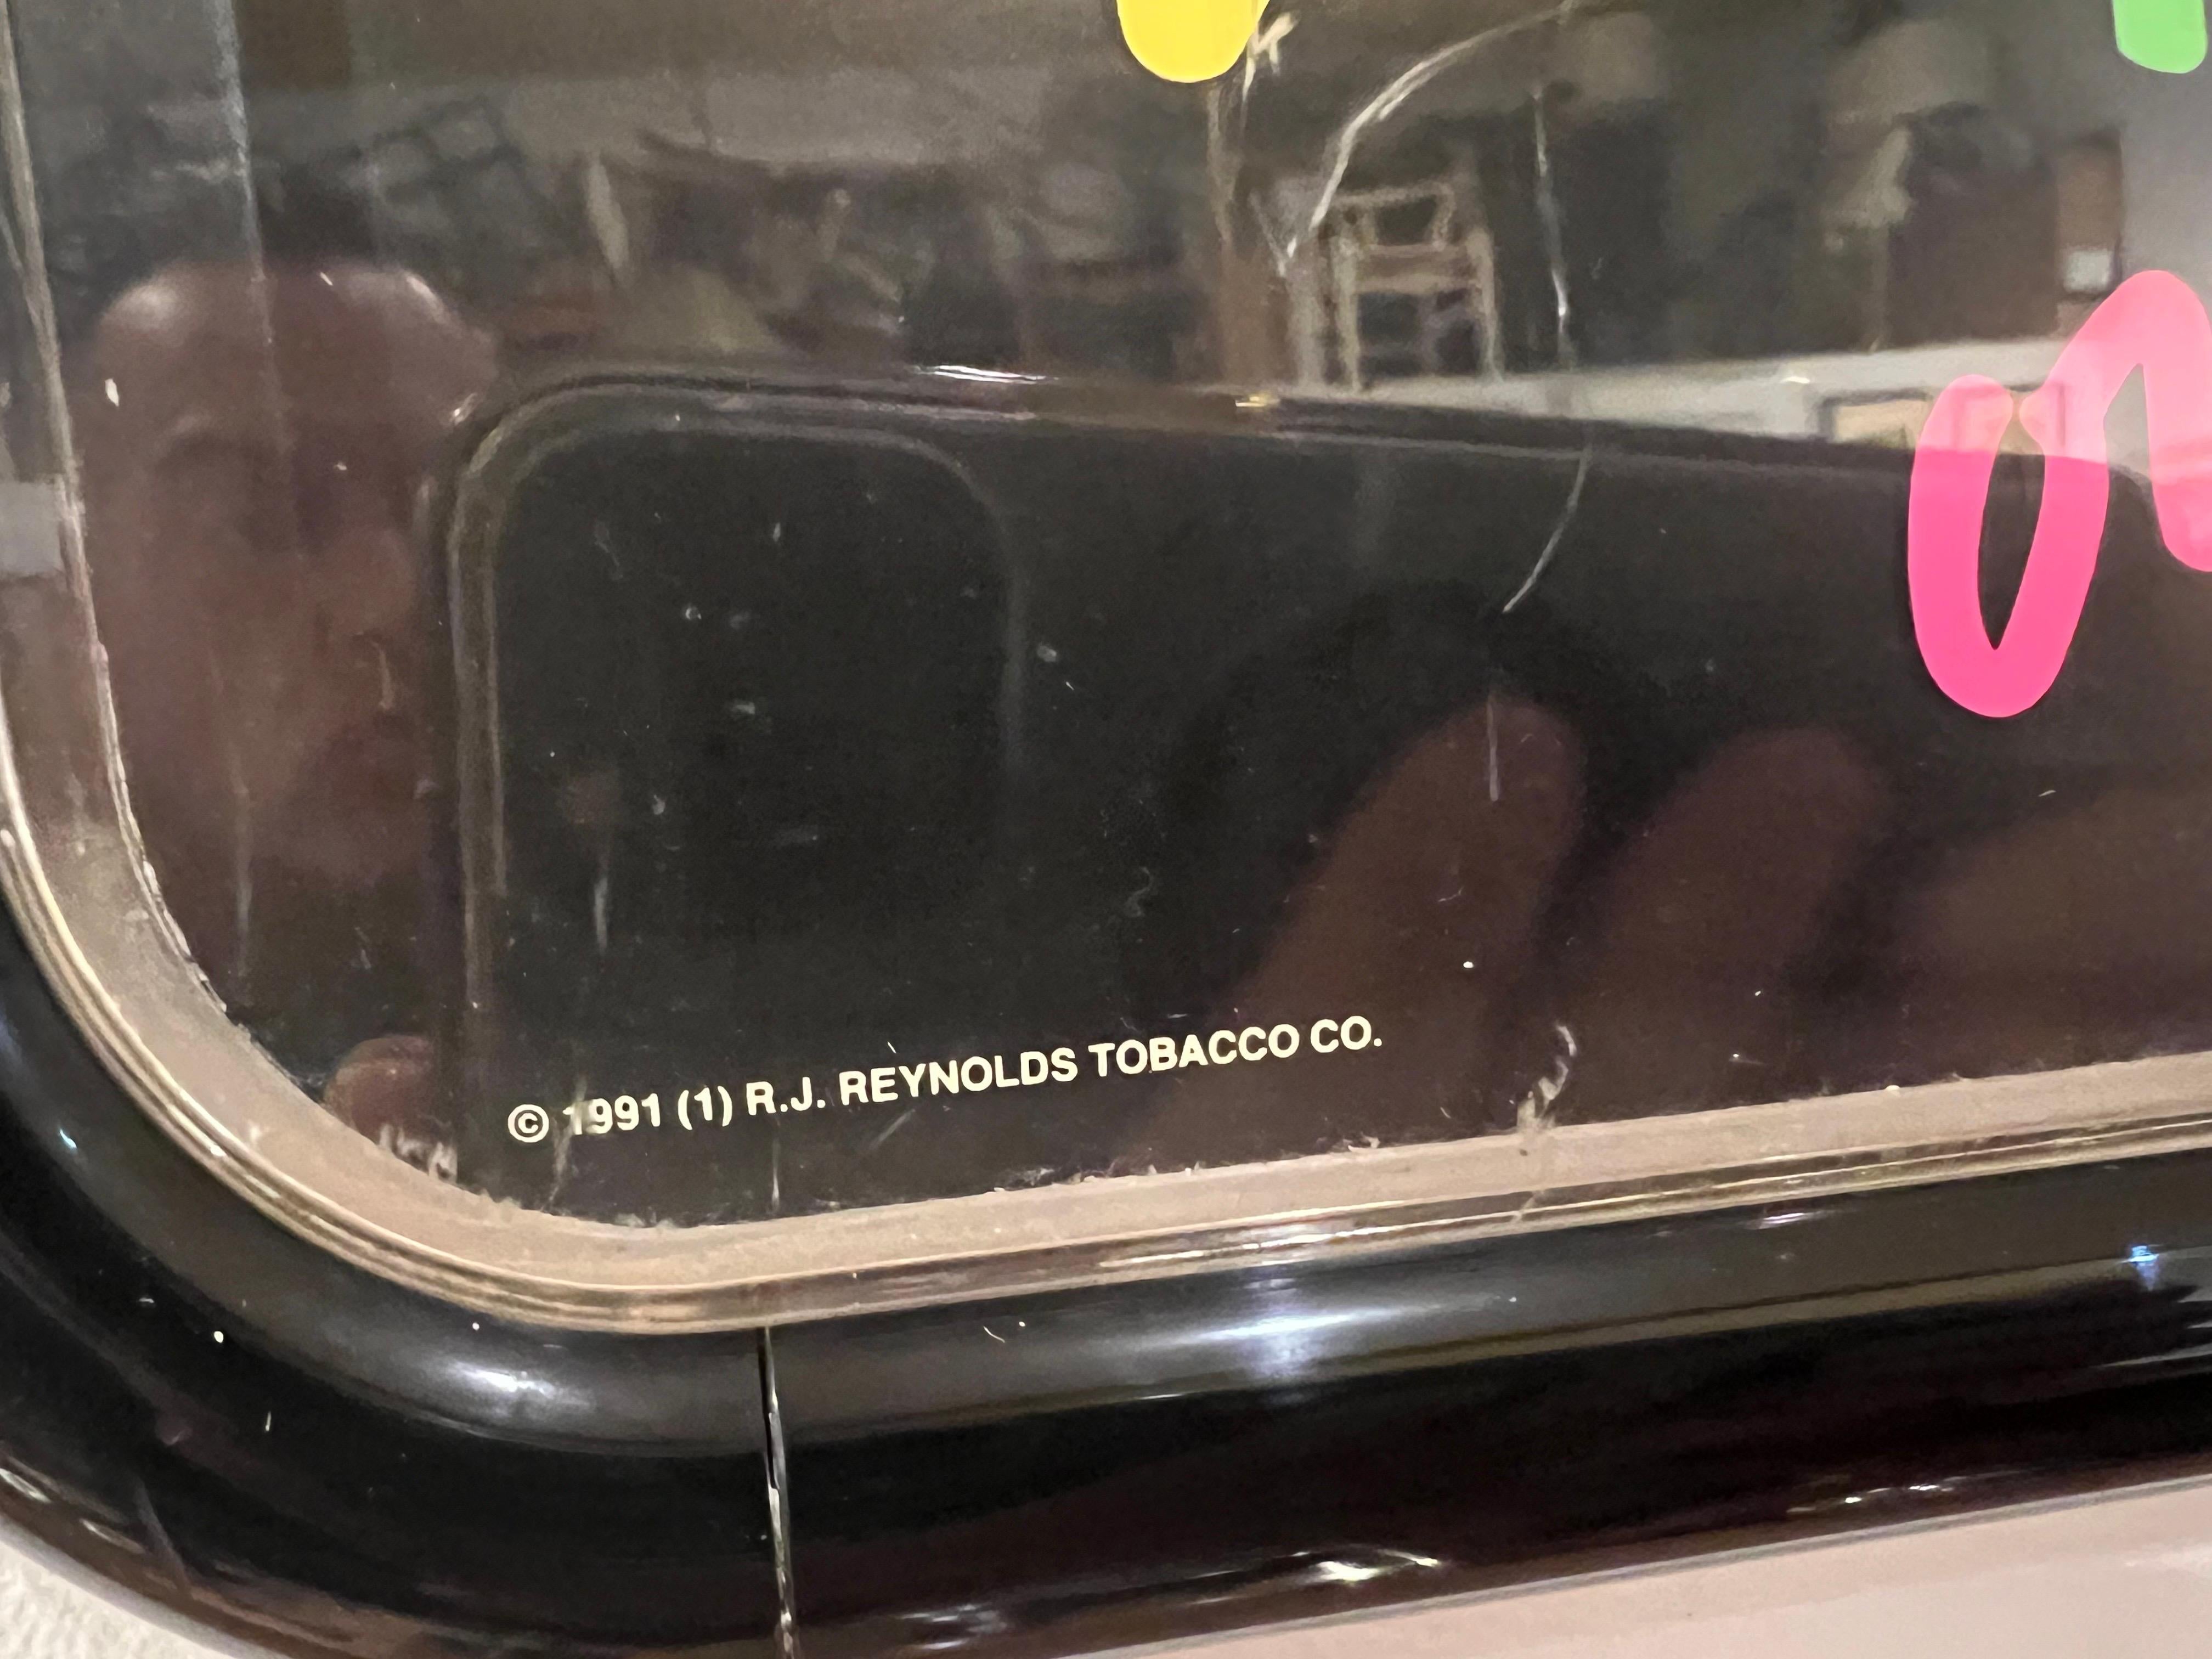 © 1991 (1) R.J. REYNOLDS TOBACCO CO.